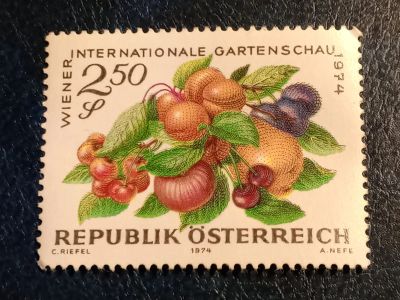 WIENER INTERNATIONALE GARTENSCHAU 1974
2.50
S
REPUBLIK ÖSTERREICH
C. RIEFEL 1974 A. NEFE